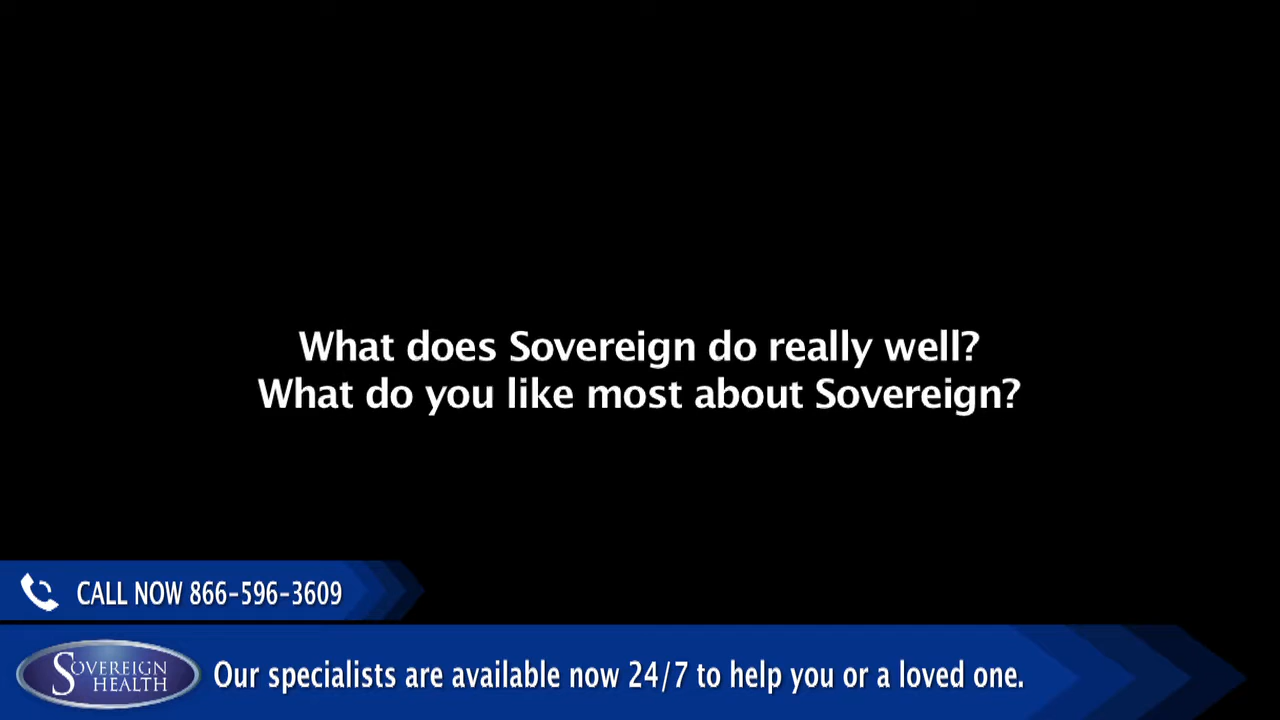 What does Sovereign do really well?
What do you like most about Sovereign?
CALL NOW 866-596-3609
SOVEREIGN
HEALTH
Our specialists are available now 24/7 to help you or a loved one.